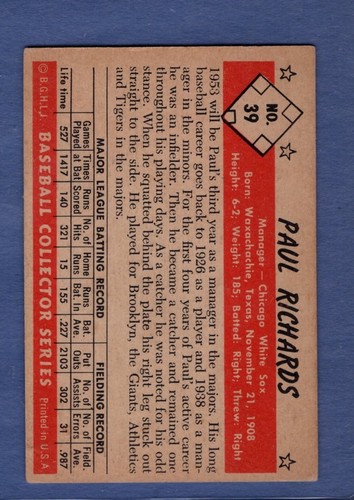 NO.
39
PAUL RICHARDS
Manager — Chicago White Sox
Born: Waxachachie, Texas, November 21, 1908
Height: 6-2; Weight: 185; Batted: Right; Threw: Right
1953 will be Paul's third year as a manager in the majors. His long
baseball career goes back to 1926 as a player and 1938 as a man-
ager in the minors. For the first four years of Paul's active career
he was an infielder. Then he became a catcher and remained one
throughout his playing days. As a catcher he was noted for his odd
stance. When he squatted behind the plate his right leg stuck out
straight to the side. He played for Brooklyn, the Giants, Athletics
and Tigers in the majors.
MAJOR LEAGUE BATTING RECORD FIELDING RECORD
Games Times Runs No. of Home Runs Bat. Put No. of No. of Field.
Played at Bat Scored Hits Runs Bat. In Ave. Outs Assists Errors Ave.
Life time 527 1417 140 321 15 155 .227 2103 302 31 .987
© B.G.H.L.I. BASEBALL COLLECTOR SERIES Printed in U.S.A